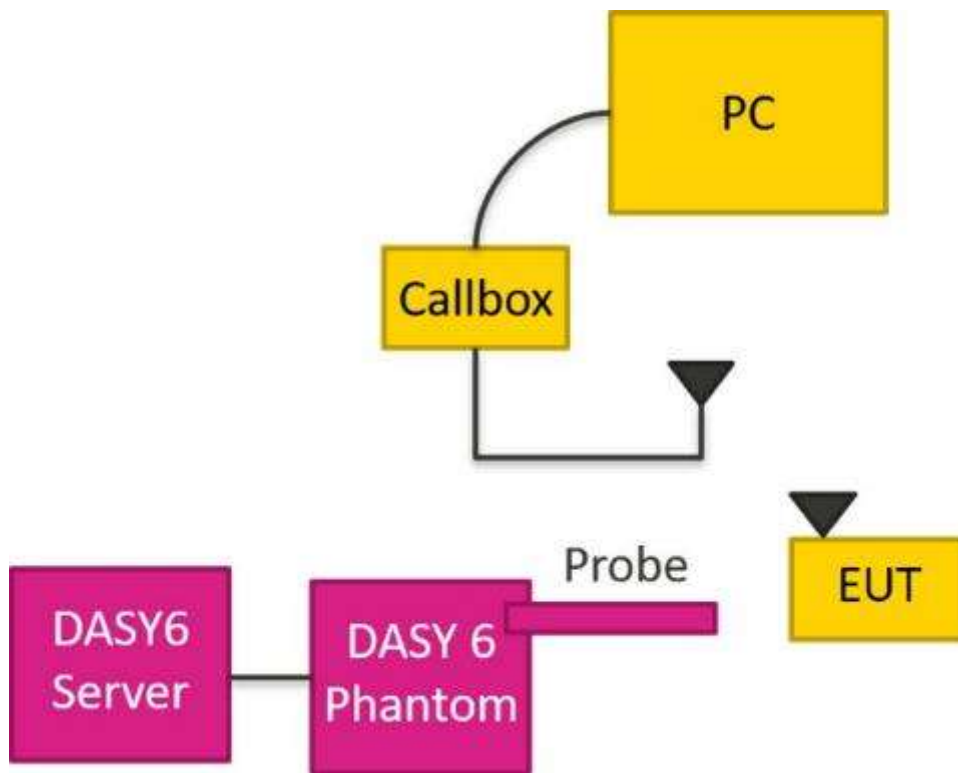 PC
Callbox
Probe
EUT
DASY6
Server
DASY 6
Phantom